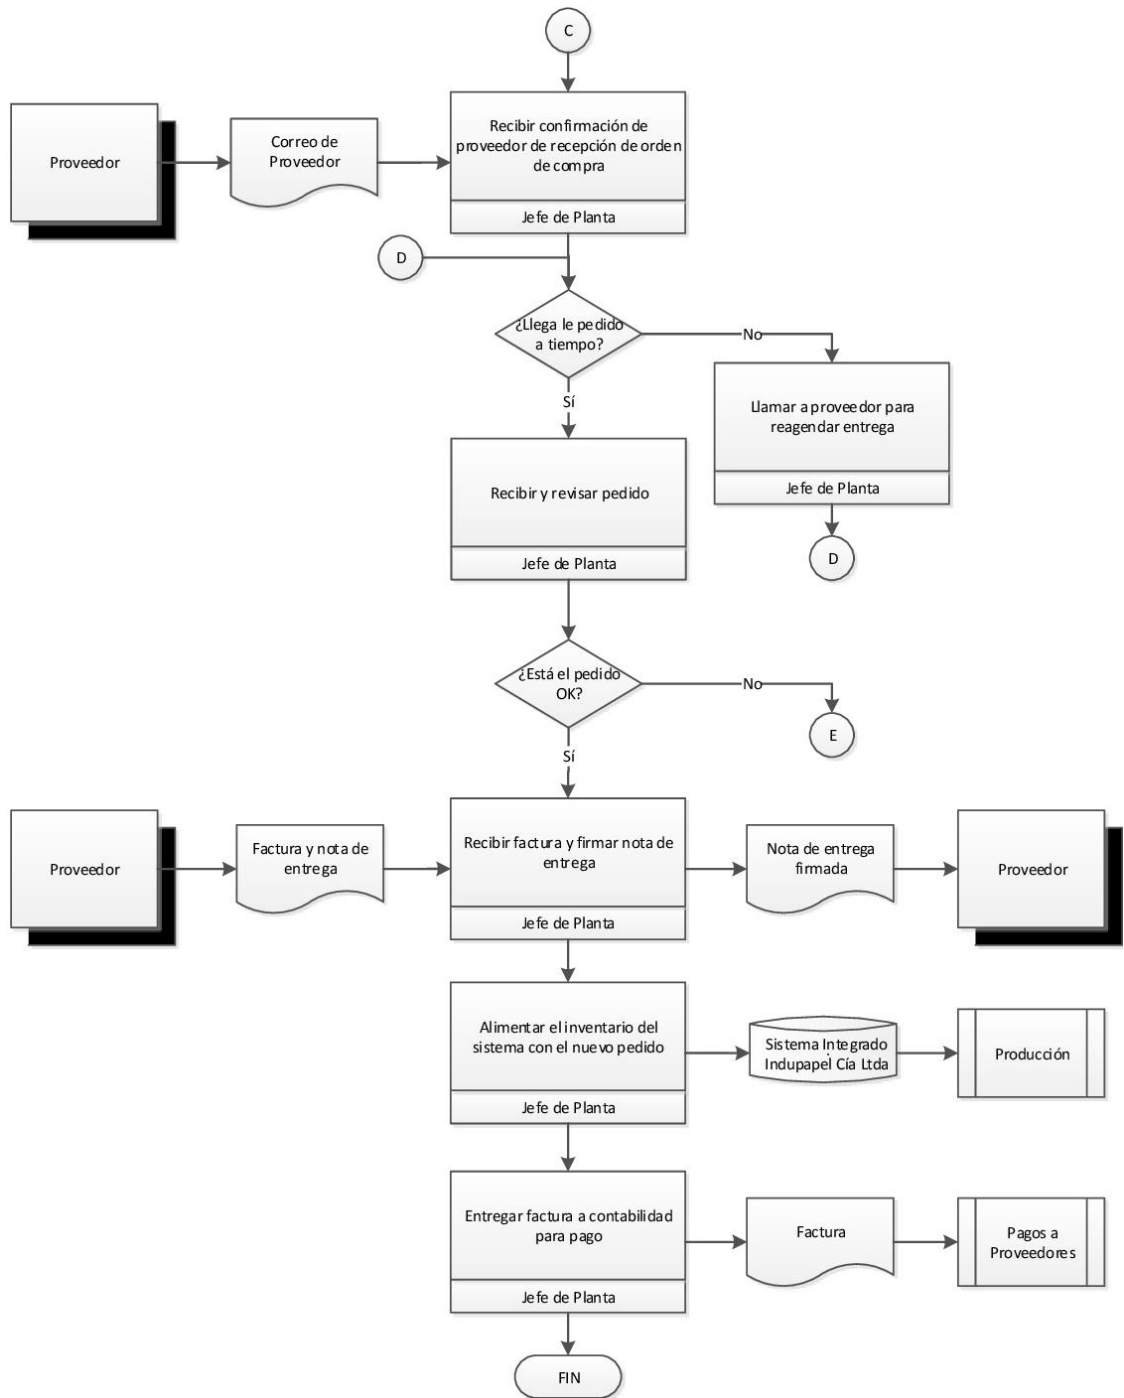 C
Recibir confirmación de
proveedor de recepción de orden
de compra
Jefe de Planta
Proveedor
Correo de
Proveedor
D
¿Llega le pedido
a tiempo?
No
Sí
Llamar a proveedor para
reagendar entrega
Jefe de Planta
D
Recibir y revisar pedido
Jefe de Planta
¿Está el pedido
OK?
No
E
Sí
Proveedor
Factura y nota de
entrega
Recibir factura y firmar nota de
entrega
Jefe de Planta
Nota de entrega
firmada
Proveedor
Alimentar el inventario del
sistema con el nuevo pedido
Jefe de Planta
Sistema Integrado
Indupapel Cía Ltda
.
Producción
Entregar factura a contabilidad
para pago
Jefe de Planta
Factura
Pagos a
Proveedores
FIN